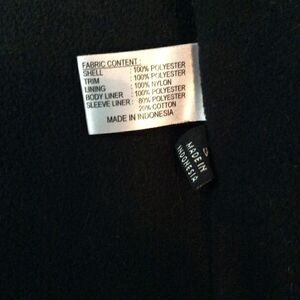 FABRIC CONTENT :
SHELL : 100% POLYESTER
TRIM : 100% POLYESTER
LINING : 100% NYLON
BODY LINER : 100% POLYESTER
SLEEVE LINER : 80% POLYESTER
20% COTTON
MADE IN INDONESIA
MADE IN
INDONESIA